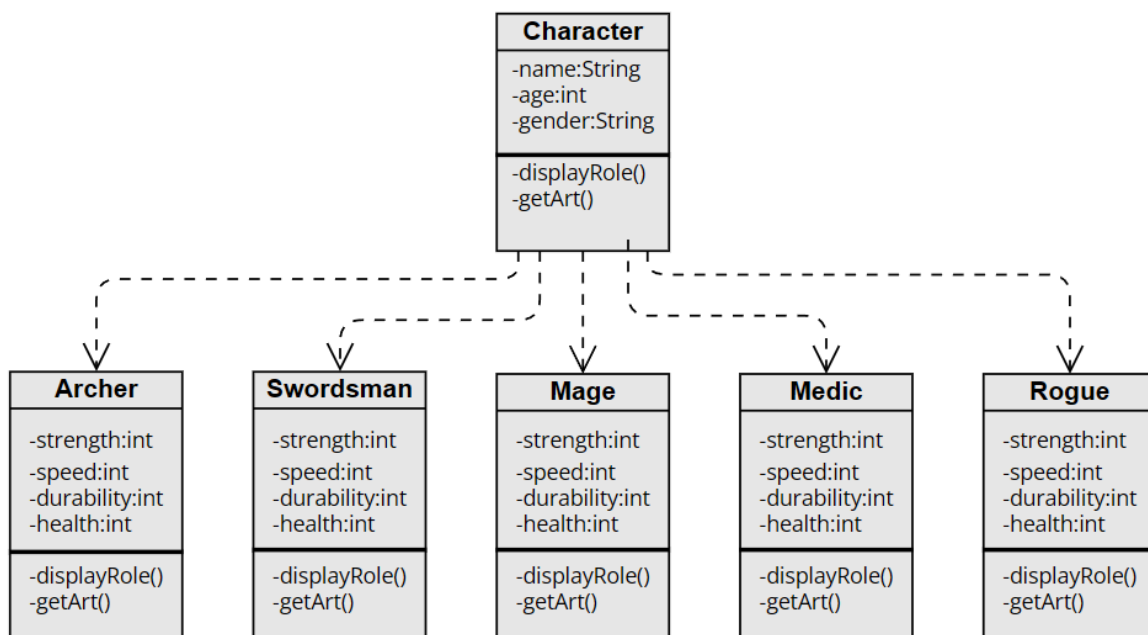 Character
-name:String
-age:int
-gender:String
-displayRole()
-getArt()
Archer
-strength:int
-speed:int
-durability:int
-health:int
-displayRole()
-getArt()
Swordsman
-strength:int
-speed:int
-durability:int
-health:int
-displayRole()
-getArt()
Mage
-strength:int
-speed:int
-durability:int
-health:int
-displayRole()
-getArt()
Medic
-strength:int
-speed:int
-durability:int
-health:int
-displayRole()
-getArt()
Rogue
-strength:int
-speed:int
-durability:int
-health:int
-displayRole()
-getArt()